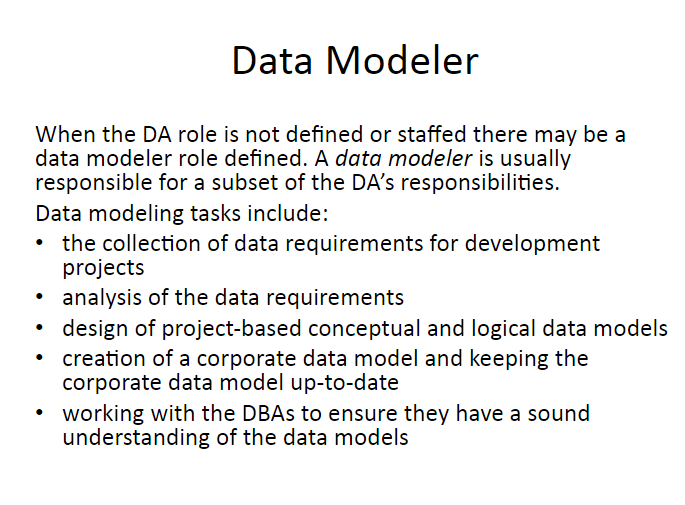 Data Modeler
When the DA role is not defined or staffed there may be a
data modeler role defined. A data modeler is usually
responsible for a subset of the DA’s responsibilities.
Data modeling tasks include:
• the collection of data requirements for development
projects
• analysis of the data requirements
• design of project-based conceptual and logical data models
• creation of a corporate data model and keeping the
corporate data model up-to-date
• working with the DBAs to ensure they have a sound
understanding of the data models